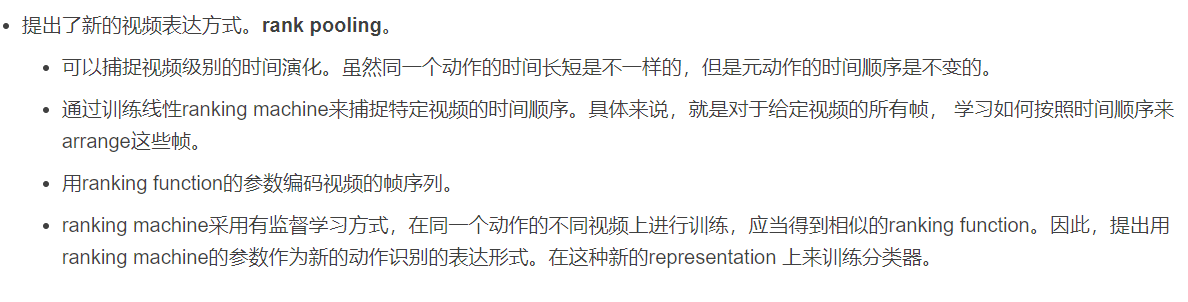 提出了新的视频表达方式。rank pooling。
可以捕捉视频级别的时间演化。虽然同一个动作的时间长短是不一样的，但是元动作的时间顺序是不变的。
通过训练线性ranking machine来捕捉特定视频的时间顺序。具体来说，就是对于给定视频的所有帧， 学习如何按照时间顺序来
arrange这些帧。
用ranking function的参数编码视频的帧序列。
ranking machine采用有监督学习方式，在同一个动作的不同视频上进行训练，应当得到相似的ranking function。因此，提出用
ranking machine的参数作为新的动作识别的表达形式。在这种新的representation 上来训练分类器。